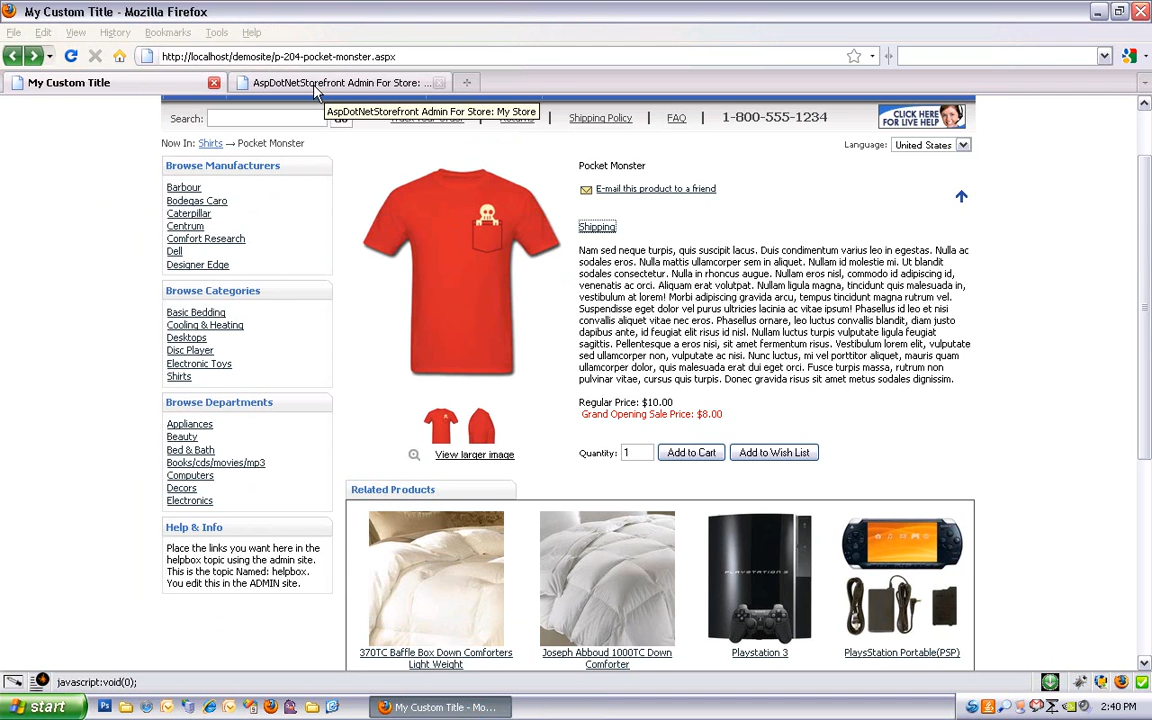 My Custom Title - Mozilla Firefox
File Edit View History Bookmarks Tools Help
http://localhost/demosite/p-204-pocket-monster.aspx
My Custom Title
AspDotNetStorefront Admin For Store: ...
AspDotNetStorefront Admin For Store: My Store
Search:
Shipping Policy | FAQ | 1-800-555-1234
CLICK HERE
FOR LIVE HELP
Now In: Shirts → Pocket Monster
Language: United States
Browse Manufacturers
Barbour
Bodegas Caro
Caterpillar
Centrum
Comfort Research
Dell
Designer Edge
Browse Categories
Basic Bedding
Cooling & Heating
Desktops
Disc Player
Electronic Toys
Shirts
Browse Departments
Appliances
Beauty
Bed & Bath
Books/cds/movies/mp3
Computers
Decors
Electronics
Help & Info
Place the links you want here in the
helpbox topic using the admin site.
This is the topic Named: helpbox.
You edit this in the ADMIN site.
View larger image
Pocket Monster
E-mail this product to a friend
Shipping
Nam sed neque turpis, quis suscipit lacus. Duis condimentum varius leo in egestas. Nulla ac
sodales eros. Nulla mattis ullamcorper sem in aliquet. Nullam id molestie mi. Ut blandit
sodales consectetur. Nulla in rhoncus augue. Nullam eros nisl, commodo id adipiscing id,
venenatis ac orci. Aliquam erat volutpat. Nullam ligula magna, tincidunt quis malesuada in,
vestibulum at lorem! Morbi adipiscing gravida arcu, tempus tincidunt magna rutrum vel.
Suspendisse eget dolor vel purus ultricies lacinia ac vitae ipsum! Phasellus id leo et nisi
convallis aliquet vitae nec eros. Phasellus ornare, leo luctus convallis blandit, diam justo
dapibus ante, id feugiat elit risus id nisl. Nullam luctus turpis vulputate ligula feugiat
sagittis. Pellentesque a eros nisi, sit amet fermentum risus. Vestibulum lorem elit, vulputate
sed ullamcorper non, vulputate ac nisi. Nunc luctus, mi vel porttitor aliquet, mauris quam
ullamcorper dolor, quis malesuada erat dui eget orci. Fusce turpis massa, rutrum non
pulvinar vitae, cursus quis turpis. Donec gravida risus sit amet metus sodales dignissim.
Regular Price: $10.00
Grand Opening Sale Price: $8.00
Quantity: 1 Add to Cart Add to Wish List
Related Products
PLAYSTATION 3
370TC Baffle Box Down Comforters
Light Weight
Joseph Abboud 1000TC Down
Comforter
Playstation 3
PlaysStation Portable(PSP)
javascript:void(0);
start
My Custom Title - Mo...
2:40 PM